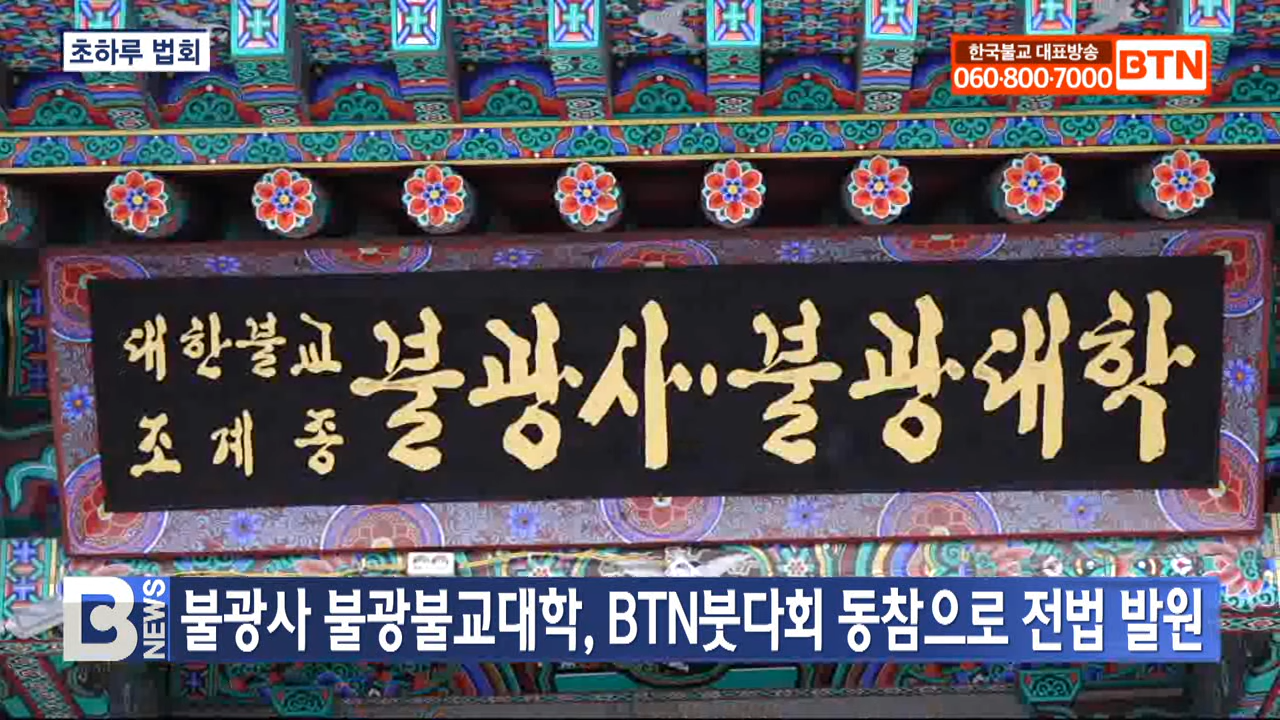 초하루 법회
한국불교 대표방송
060·800·7000
BTN
대한불교
조계종
불광사·불광대학
B NEWS
불광사 불광불교대학, BTN붓다회 동참으로 전법 발원